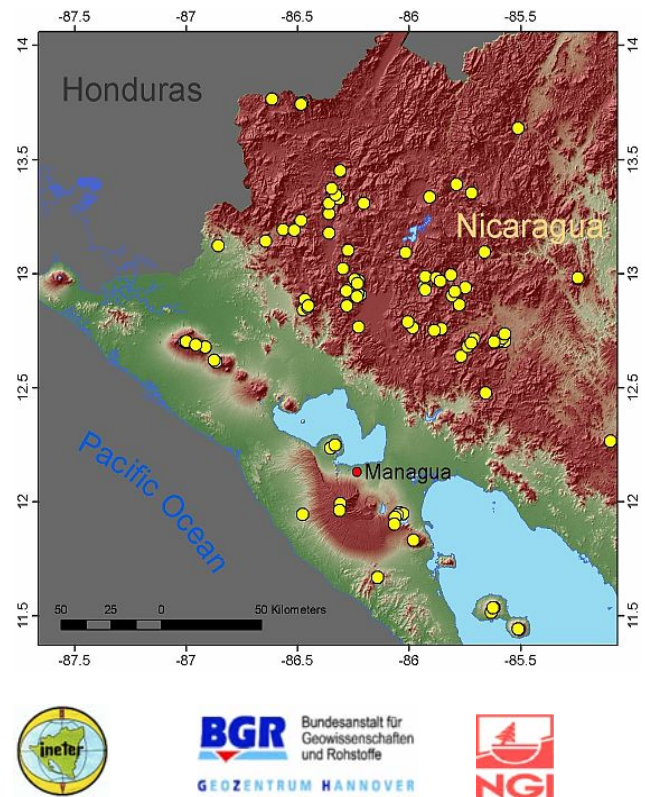 -87.5 -87 -86.5 -86 -85.5
14 14
Honduras
13.5 13.5
Nicaragua
13 13
12.5 12.5
Managua
Pacific Ocean
12 12
11.5 11.5
50 25 0 50 Kilometers
-87.5 -87 -86.5 -86 -85.5
ineter
BGR
Bundesanstalt für
Geowissenschaften
und Rohstoffe
GEOZENTRUM HANNOVER
NGI